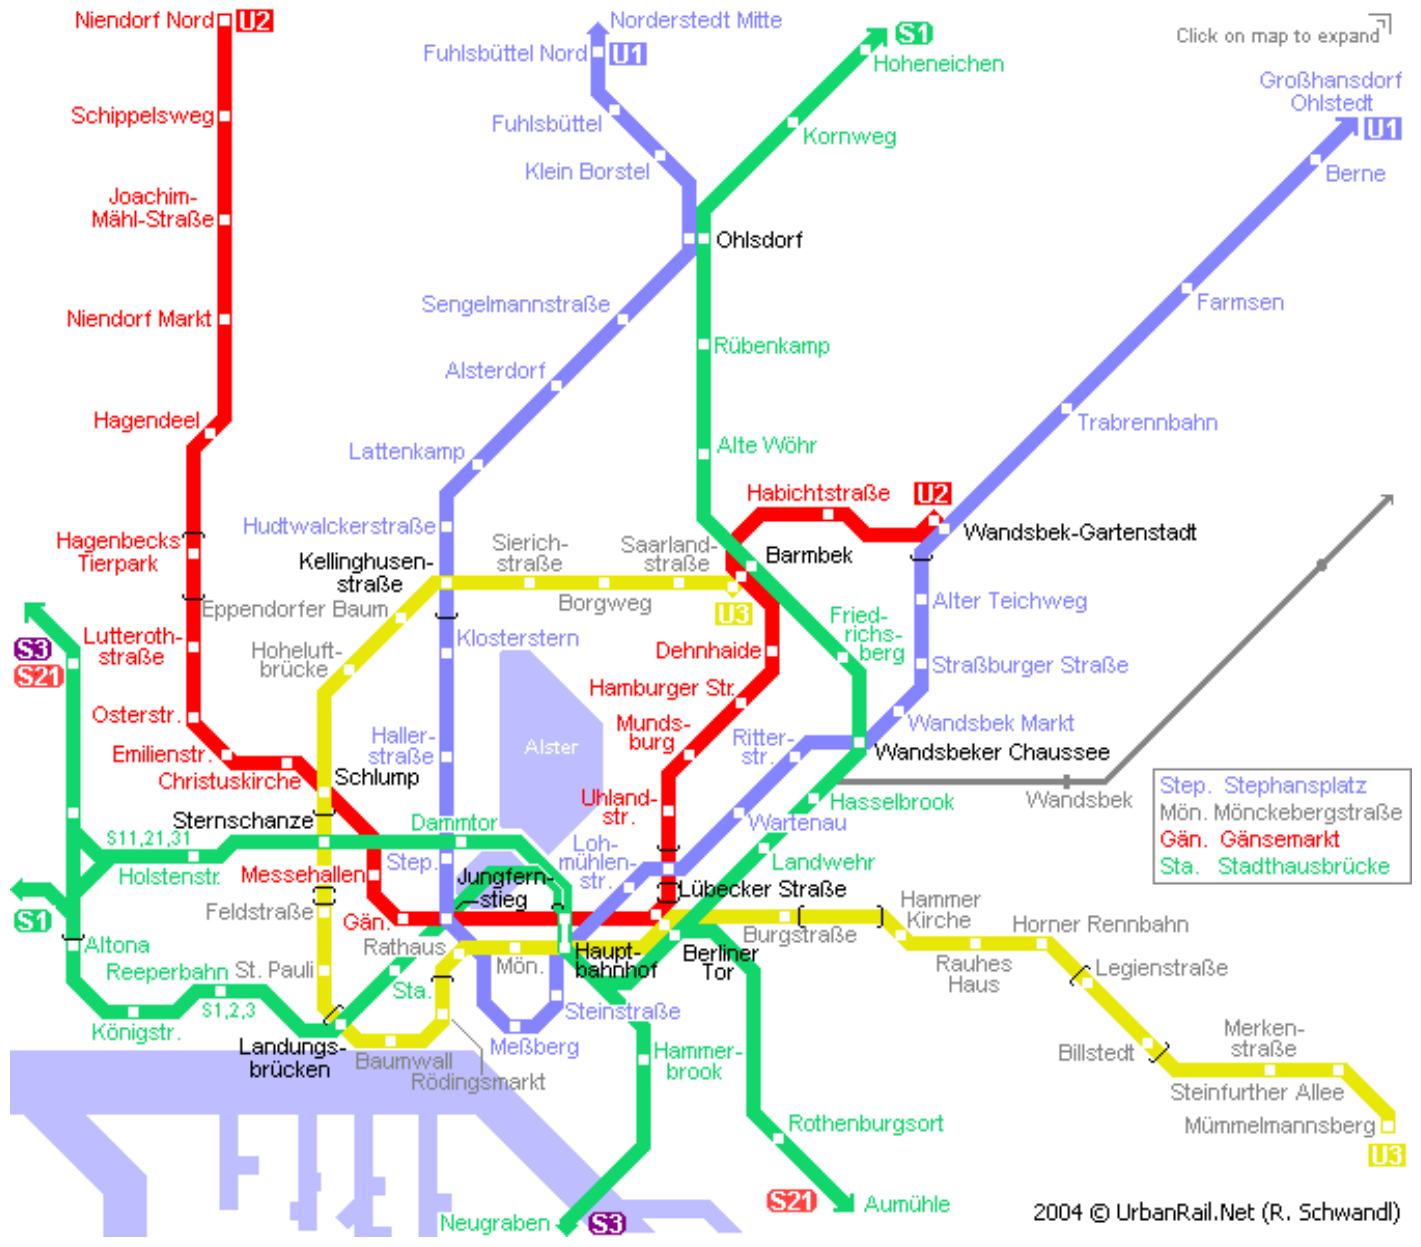 Niendorf Nord
U2
Norderstedt Mitte
Fuhlsbüttel Nord
U1
S1
Hoheneichen
Click on map to expand
Großhansdorf
Ohlstedt
U1
Schippelsweg
Fuhlsbüttel
Kornweg
Klein Borstel
Berne
Joachim-
Mähl-Straße
Ohlsdorf
Niendorf Markt
Sengelmannstraße
Farmsen
Rübenkamp
Alsterdorf
Hagendeel
Trabrennbahn
Lattenkamp
Alte Wöhr
Habichtstraße
U2
Hudtwalckerstraße
Wandsbek-Gartenstadt
Hagenbecks
Tierpark
Kellinghusen-
straße
Sierich-
straße
Saarland-
straße
Barmbek
Eppendorfer Baum
Borgweg
U3
Alter Teichweg
Fried-
richs-
berg
S3
S21
Lutteroth-
straße
Hoheluft-
brücke
Klosterstern
Dehnhaide
Straßburger Straße
Hamburger Str.
Osterstr.
Wandsbek Markt
Emilienstr.
Haller-
straße
Alster
Munds-
burg
Ritter-
str.
Wandsbeker Chaussee
Christuskirche
Schlump
Wandsbek
Step. Stephansplatz
Mön. Mönckebergstraße
Gän. Gänsemarkt
Sta. Stadthausbrücke
Uhland-
str.
Hasselbrook
Sternschanze
Dammtor
Wartenau
S11,21,31
Holstenstr.
Step.
Loh-
mühlen-
str.
Landwehr
Messehallen
Jungfern-
stieg
Lübecker Straße
S1
Feldstraße
Gän.
Hammer
Kirche
Horner Rennbahn
Burgstraße
Altona
Rathaus
Mön.
Haupt-
bahnhof
Berliner
Tor
Rauhes
Haus
Legienstraße
Reeperbahn
St. Pauli
Sta.
S1,2,3
Königstr.
Steinstraße
Meßberg
Landungs-
brücken
Baumwall
Rödingsmarkt
Hammer-
brook
Billstedt
Merken-
straße
Steinfurther Allee
Mümmelmannsberg
U3
Rothenburgsort
S21
Aumühle
Neugraben
S3
2004 © UrbanRail.Net (R. Schwandl)